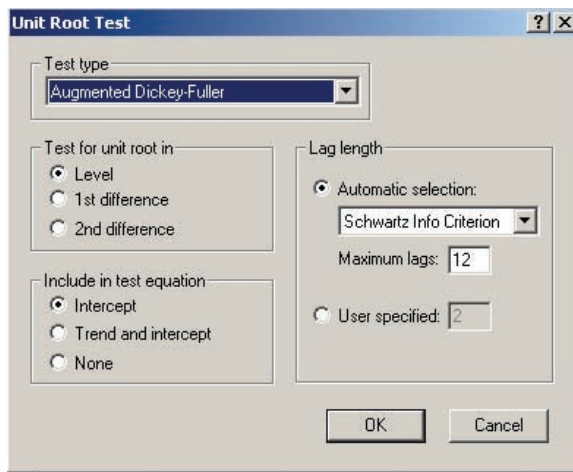 Unit Root Test
Test type
Augmented Dickey-Fuller
Test for unit root in
Level
1st difference
2nd difference
Include in test equation
Intercept
Trend and intercept
None
Lag length
Automatic selection:
Schwartz Info Criterion
Maximum lags: 12
User specified: 2
OK
Cancel